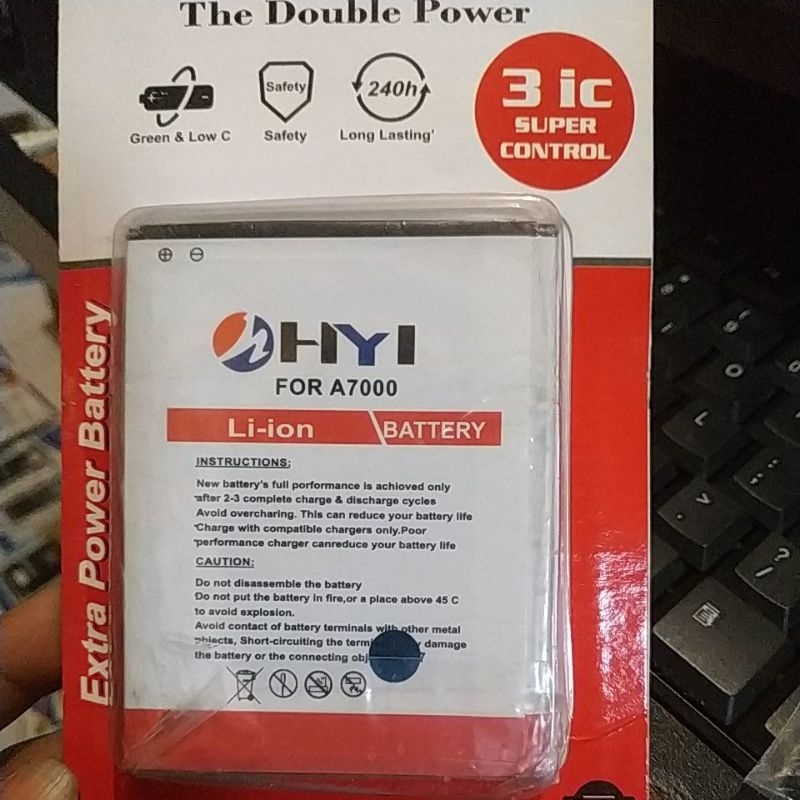 The Double Power
Green & Low C
Safety
Safety
240h
Long Lasting'
3 ic
SUPER
CONTROL
Extra Power Battery
HYI
FOR A7000
Li-ion
BATTERY
INSTRUCTIONS:
New battery's full porformance is achioved only
after 2-3 complete charge & discharge cycles
Avoid overcharing. This can reduce your battery life
Charge with compatible chargers only.Poor
performance charger canreduce your battery life
CAUTION:
Do not disassemble the battery
Do not put the battery in fire,or a place above 45 C
to avoid explosion.
Avoid contact of battery terminals with other metal
objects, Short-circuiting the damage
the battery or the connecting